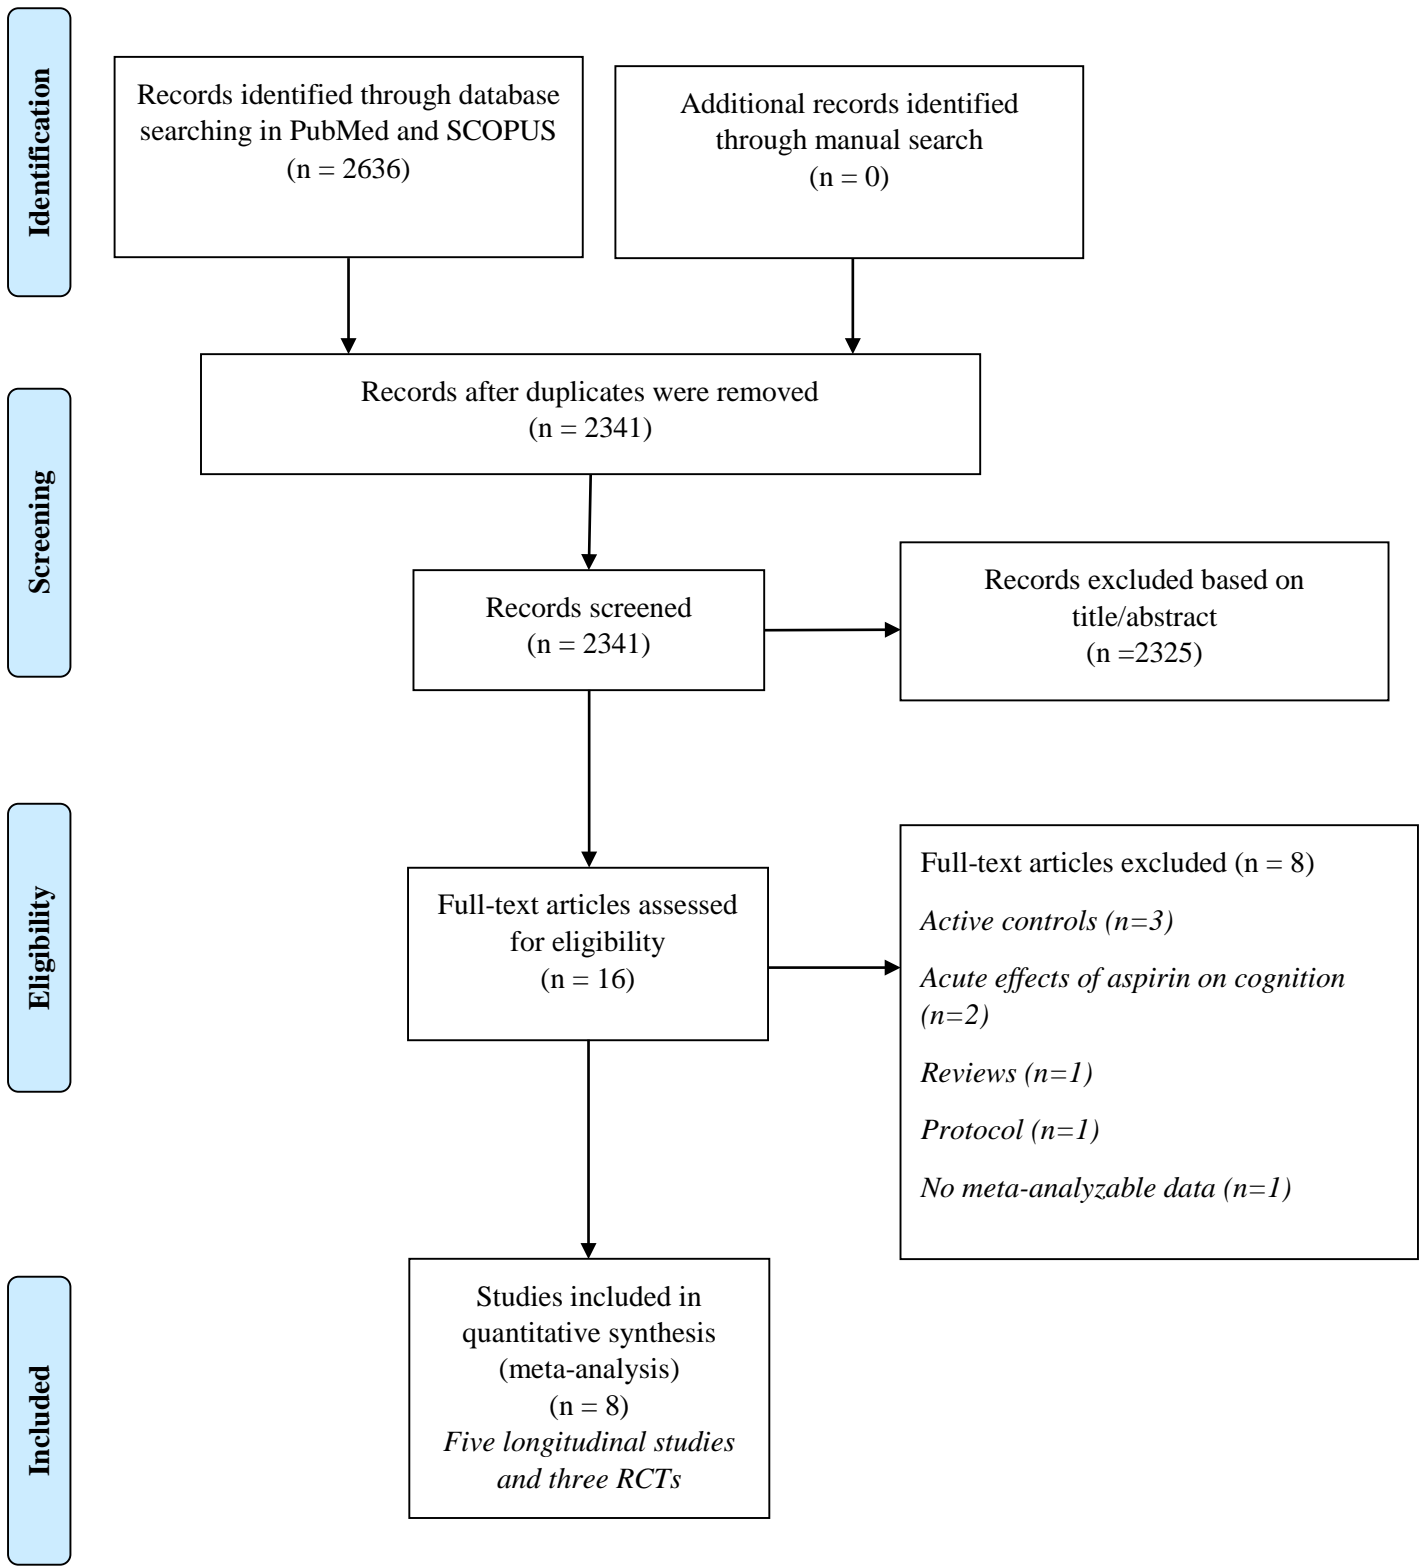 Identification
Records identified through database
searching in PubMed and SCOPUS
(n = 2636)
Additional records identified
through manual search
(n = 0)
Records after duplicates were removed
(n = 2341)
Screening
Records screened
(n = 2341)
Records excluded based on
title/abstract
(n =2325)
Eligibility
Full-text articles assessed
for eligibility
(n = 16)
Full-text articles excluded (n = 8)
Active controls (n=3)
Acute effects of aspirin on cognition
(n=2)
Reviews (n=1)
Protocol (n=1)
No meta-analyzable data (n=1)
Included
Studies included in
quantitative synthesis
(meta-analysis)
(n = 8)
Five longitudinal studies
and three RCTs